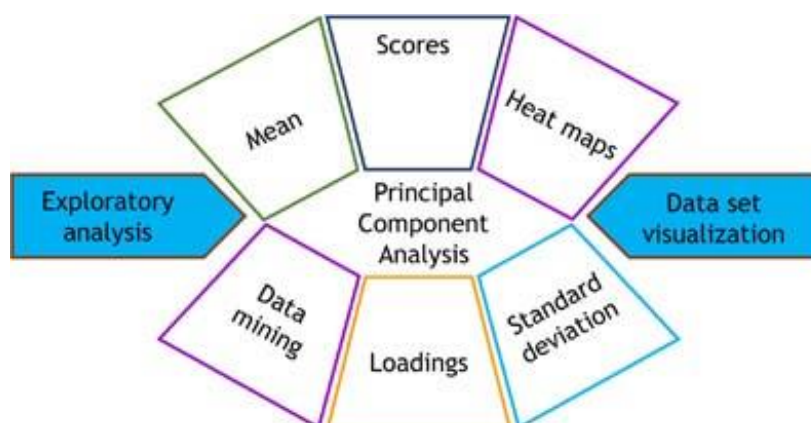 Scores
Mean
Heat maps
Exploratory
analysis
Principal
Component
Analysis
Data set
visualization
Data
mining
Loadings
Standard
deviation